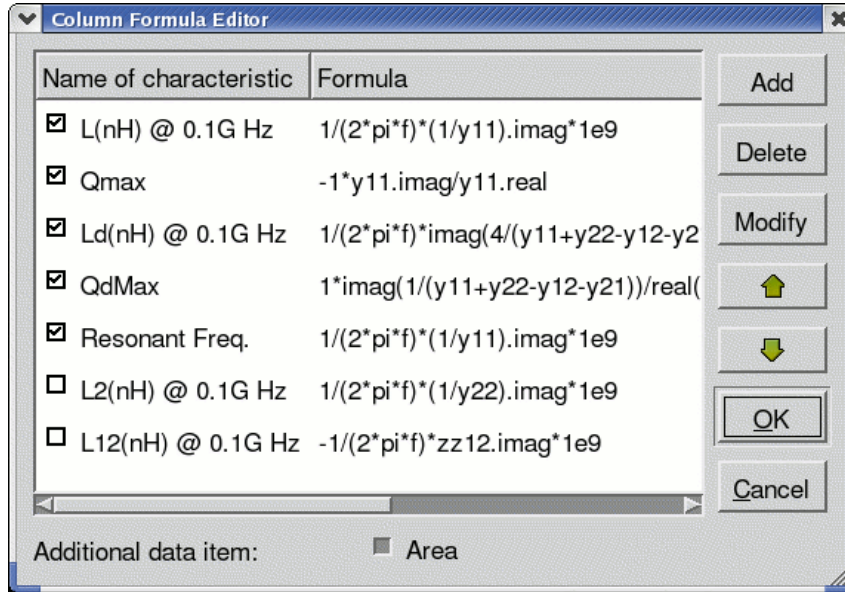 Column Formula Editor
Name of characteristic Formula
L(nH) @ 0.1G Hz 1/(2*pi*f)*(1/y11).imag*1e9
Qmax -1*y11.imag/y11.real
Ld(nH) @ 0.1G Hz 1/(2*pi*f)*imag(4/(y11+y22-y12-y2
QdMax 1*imag(1/(y11+y22-y12-y21))/real(
Resonant Freq. 1/(2*pi*f)*(1/y11).imag*1e9
L2(nH) @ 0.1G Hz 1/(2*pi*f)*(1/y22).imag*1e9
L12(nH) @ 0.1G Hz -1/(2*pi*f)*zz12.imag*1e9
Additional data item: Area
Add
Delete
Modify
OK
Cancel